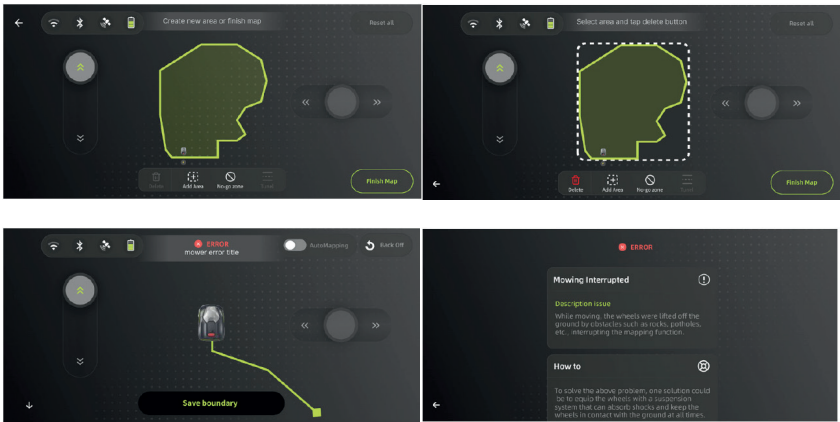 Create new area or finish map
Reset all
Delete
Add Area
No-go zone
Finish Map
Select area and tap delete button
Reset all
Delete
Add Area
No-go zone
Finish Map
ERROR
mower error title
AutoMapping
Back Off
Save boundary
ERROR
Mowing Interrupted
Description issue
While moving, the wheels were lifted off the
ground by obstacles such as rocks, potholes,
etc., interrupting the mapping function.
How to
To solve the above problem, one solution could
be to equip the wheels with a suspension
system that can absorb shocks and keep the
wheels in contact with the ground at all times.